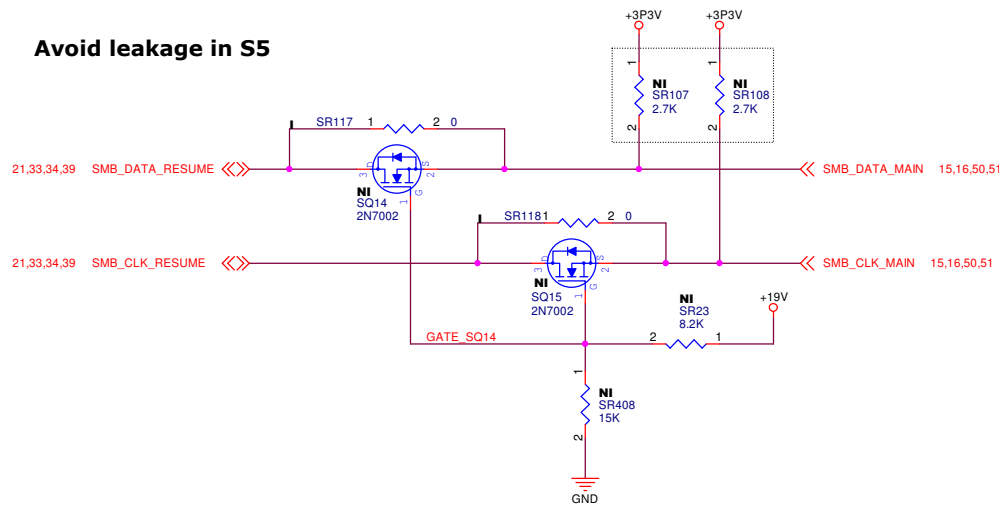 Avoid leakage in S5
+3P3V
+3P3V
1
1
NI
SR107
2.7K
NI
SR108
2.7K
2
2
I
SR117
1
2
0
21,33,34,39
SMB_DATA_RESUME
3
D
S
2
G
1
SMB_DATA_MAIN
15,16,50,51
NI
SQ14
2N7002
I
SR118
1
2
0
21,33,34,39
SMB_CLK_RESUME
3
D
S
2
G
1
SMB_CLK_MAIN
15,16,50,51
NI
SQ15
2N7002
NI
SR23
8.2K
+19V
GATE_SQ14
2
1
1
NI
SR408
15K
2
GND